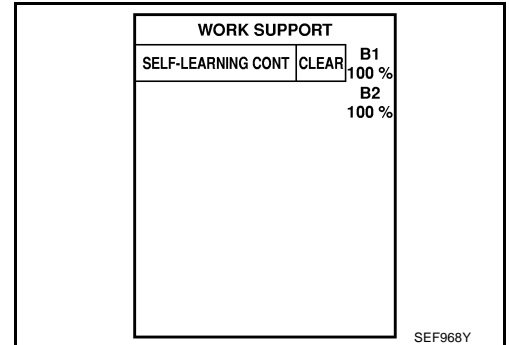 WORK SUPPORT
SELF-LEARNING CONT CLEAR B1
100 %
B2
100 %
SEF968Y